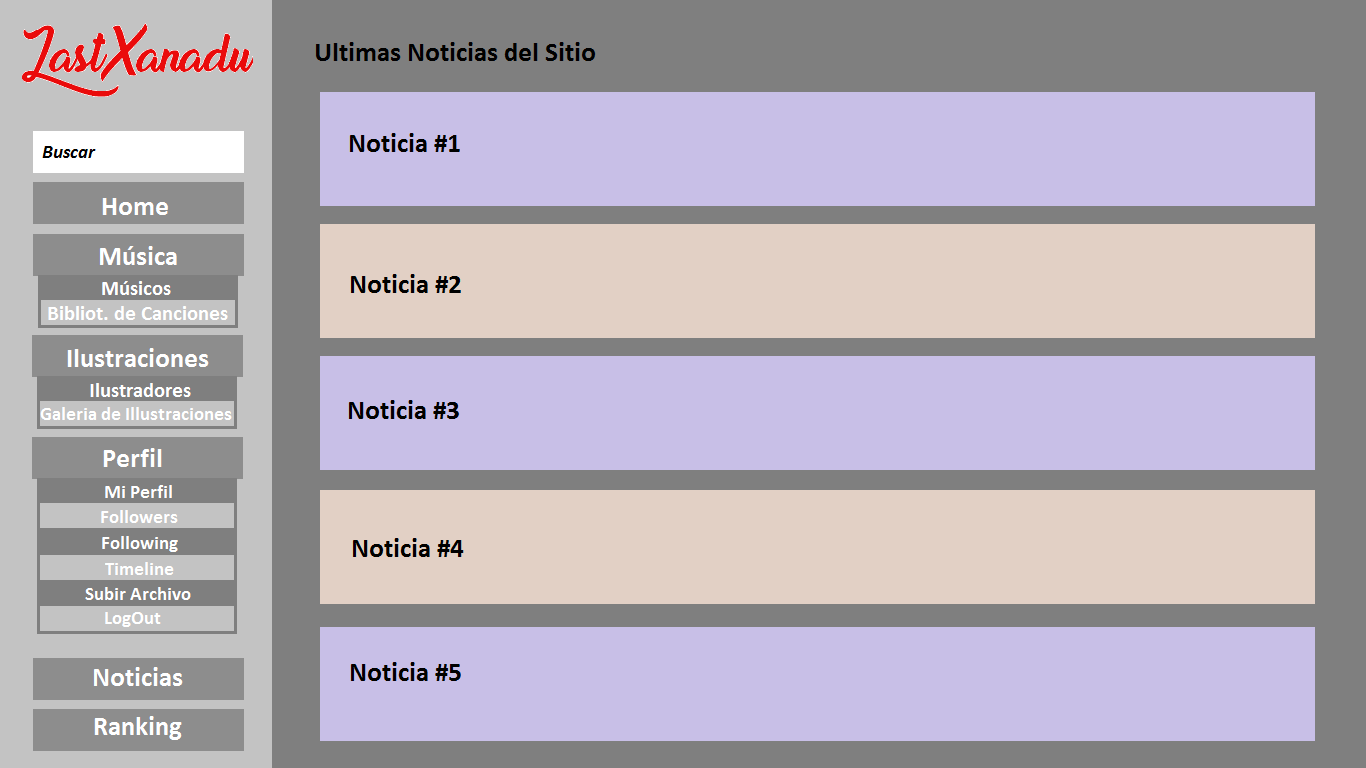 LastXanadu
Buscar
Home
Música
Músicos
Bibliot. de Canciones
Ilustraciones
Ilustradores
Galeria de Illustraciones
Perfil
Mi Perfil
Followers
Following
Timeline
Subir Archivo
LogOut
Noticias
Ranking
Ultimas Noticias del Sitio
Noticia #1
Noticia #2
Noticia #3
Noticia #4
Noticia #5